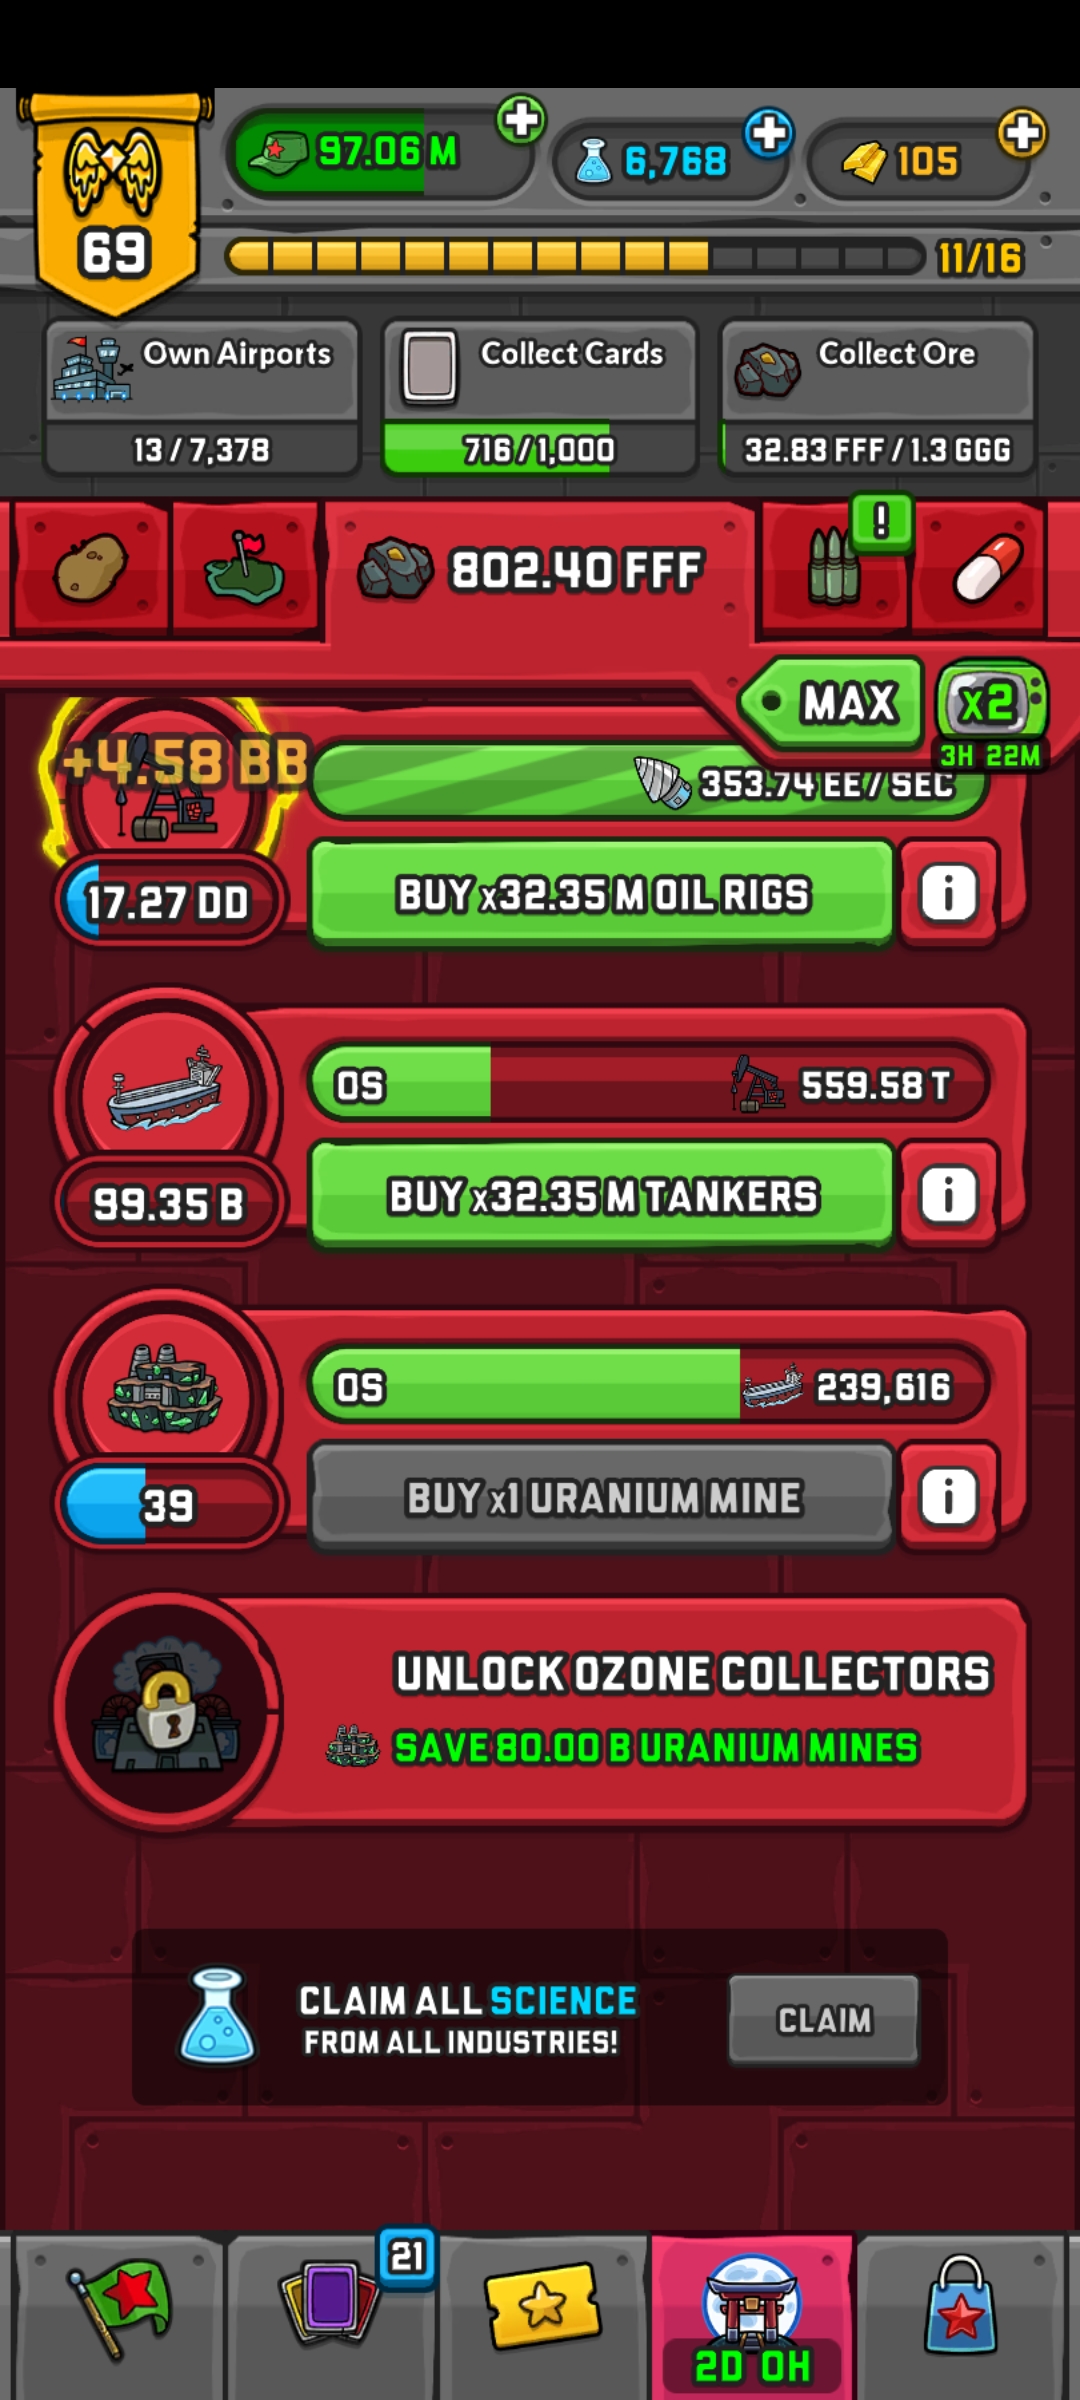 97.06 M
6,768
105
69
11/16
Own Airports
13 / 7,378
Collect Cards
716 / 1,000
Collect Ore
32.83 FFF / 1.3 GGG
802.40 FFF
!
MAX
x2
3H 22M
+4.58 BB
353.74 EE / SEC
17.27 DD
BUY x32.35 M OIL RIGS
i
0S
559.58 T
99.35 B
BUY x32.35 M TANKERS
i
0S
239,616
39
BUY x1 URANIUM MINE
i
UNLOCK OZONE COLLECTORS
SAVE 80.00 B URANIUM MINES
CLAIM ALL SCIENCE
FROM ALL INDUSTRIES!
CLAIM
21
2D 0H